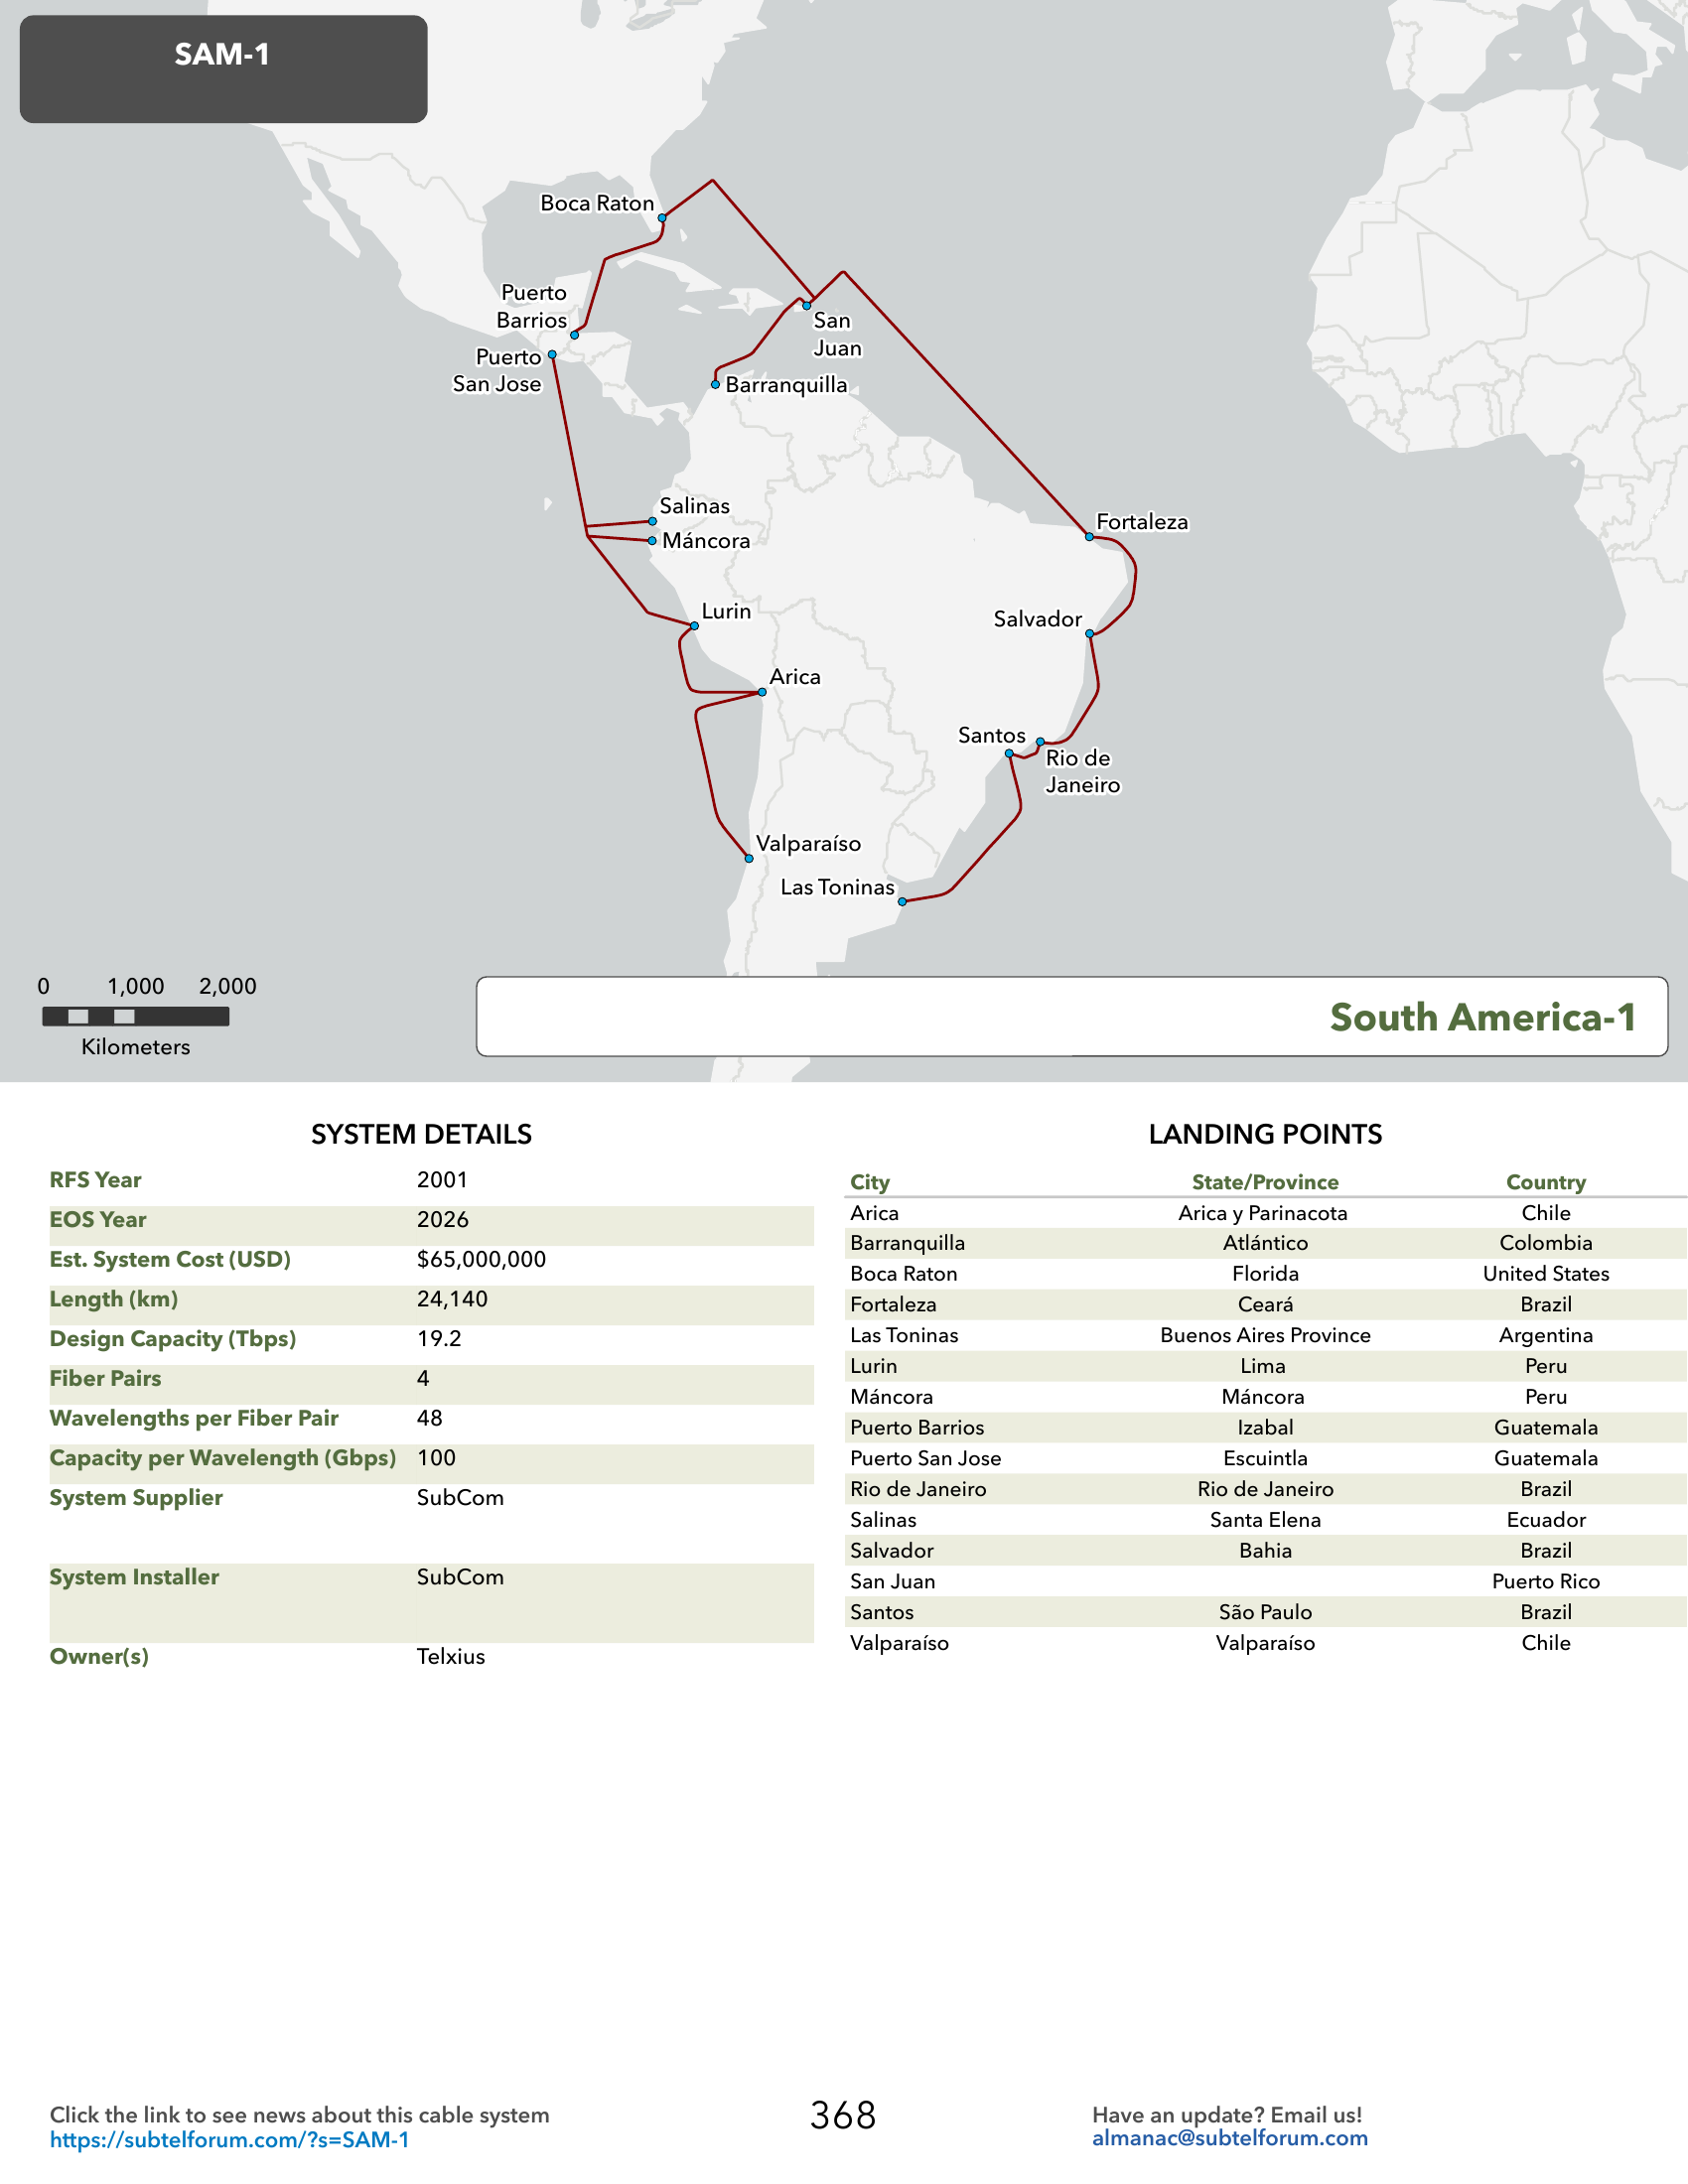 SAM-1
Boca Raton
Puerto
Barrios
Puerto
San Jose
San
Juan
Barranquilla
Salinas
Máncora
Fortaleza
Lurin
Salvador
Arica
Santos
Rio de
Janeiro
Valparaíso
Las Toninas
0 1,000 2,000
Kilometers
South America-1
SYSTEM DETAILS
RFS Year 2001
EOS Year 2026
Est. System Cost (USD) $65,000,000
Length (km) 24,140
Design Capacity (Tbps) 19.2
Fiber Pairs 4
Wavelengths per Fiber Pair 48
Capacity per Wavelength (Gbps) 100
System Supplier SubCom
System Installer SubCom
Owner(s) Telxius
LANDING POINTS
City State/Province Country
Arica Arica y Parinacota Chile
Barranquilla Atlántico Colombia
Boca Raton Florida United States
Fortaleza Ceará Brazil
Las Toninas Buenos Aires Province Argentina
Lurin Lima Peru
Máncora Máncora Peru
Puerto Barrios Izabal Guatemala
Puerto San Jose Escuintla Guatemala
Rio de Janeiro Rio de Janeiro Brazil
Salinas Santa Elena Ecuador
Salvador Bahia Brazil
San Juan Puerto Rico
Santos São Paulo Brazil
Valparaíso Valparaíso Chile
Click the link to see news about this cable system
https://subtelforum.com/?s=SAM-1
368
Have an update? Email us!
almanac@subtelforum.com